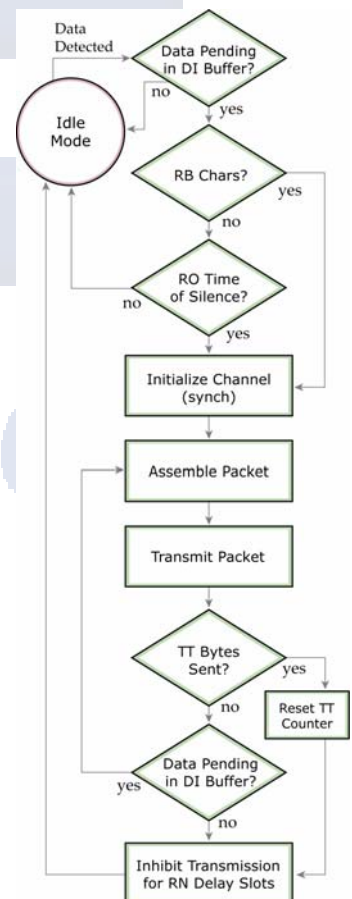 Data
Detected
Data Pending
in DI Buffer?
no
yes
Idle
Mode
RB Chars?
yes
no
RO Time
of Silence?
no
yes
Initialize Channel
(synch)
Assemble Packet
Transmit Packet
TT Bytes
Sent?
yes
no
Reset TT
Counter
Data Pending
in DI Buffer?
yes
no
Inhibit Transmission
for RN Delay Slots